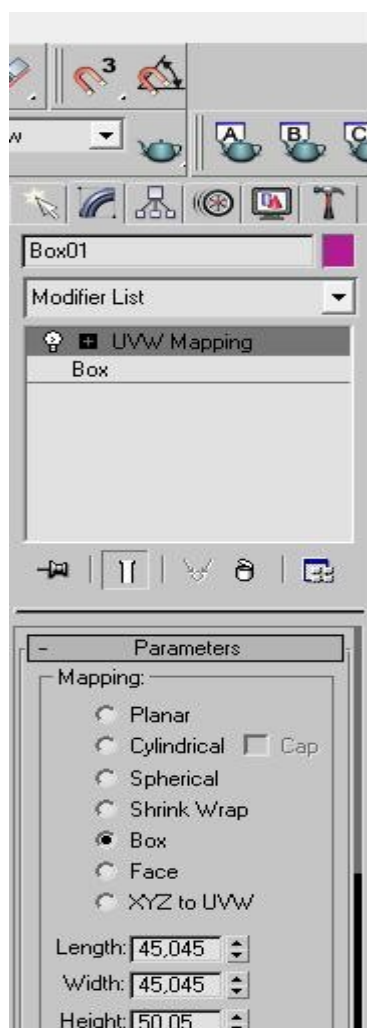 3
w
A B C
Box01
Modifier List
+ UVW Mapping
Box
- Parameters
Mapping:
Planar
Cylindrical Cap
Spherical
Shrink Wrap
Box
Face
XYZ to UVW
Length: 45,045
Width: 45,045
Height: 50,05